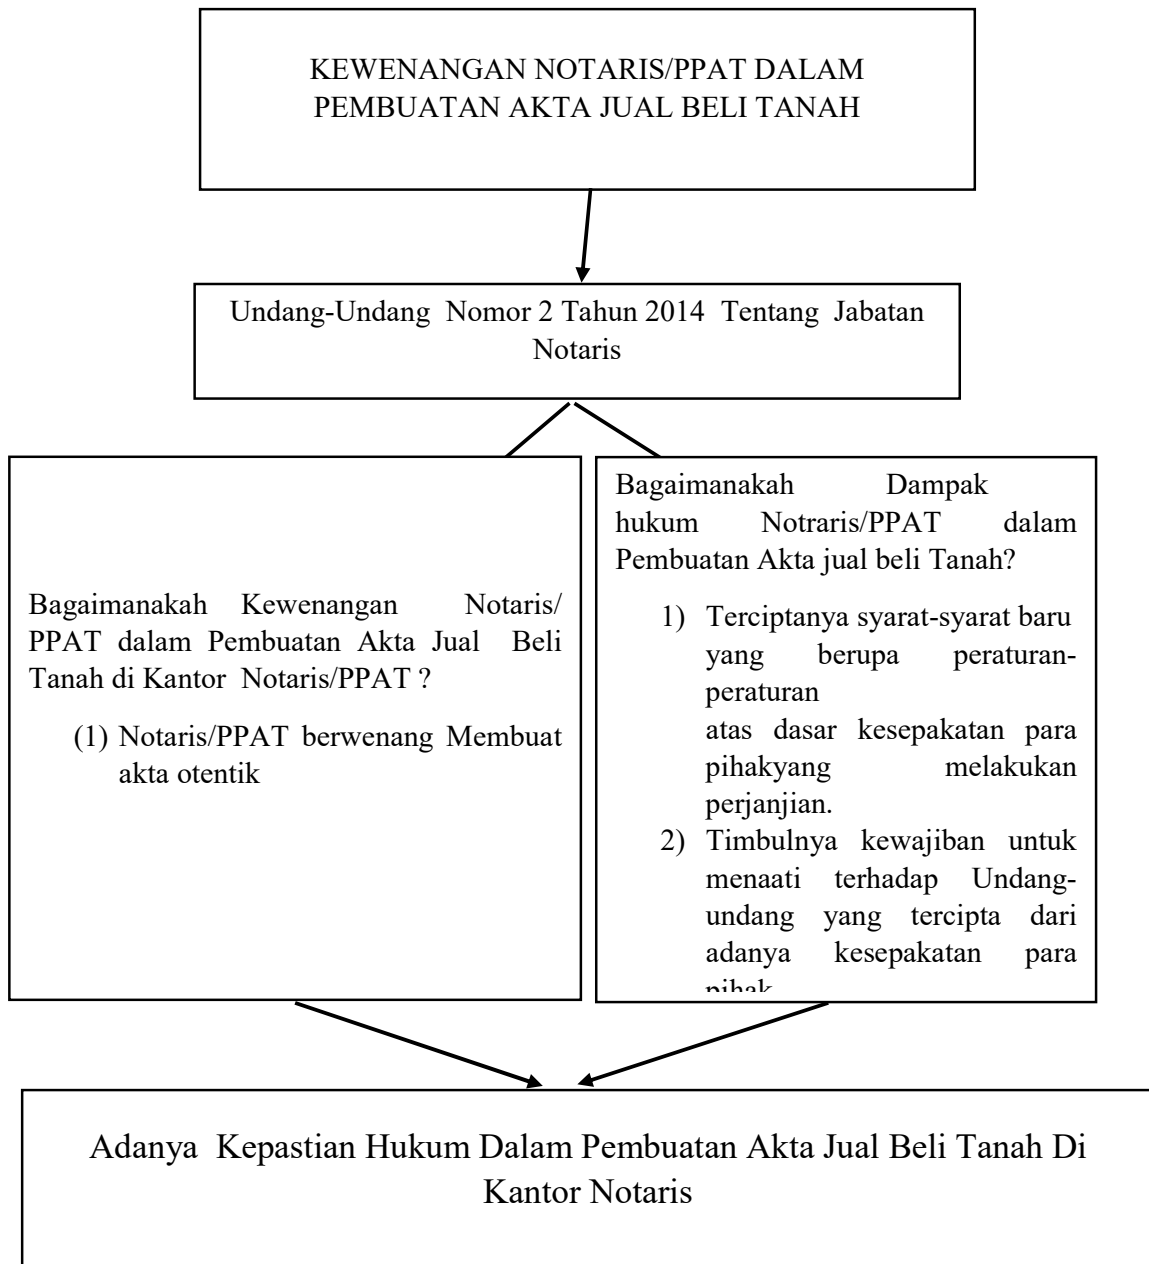 KEWENANGAN NOTARIS/PPAT DALAM
PEMBUATAN AKTA JUAL BELI TANAH
Undang-Undang Nomor 2 Tahun 2014 Tentang Jabatan
Notaris
Bagaimanakah Kewenangan Notaris/
PPAT dalam Pembuatan Akta Jual Beli
Tanah di Kantor Notaris/PPAT ?
(1) Notaris/PPAT berwenang Membuat
akta otentik
Bagaimanakah Dampak
hukum Notraris/PPAT dalam
Pembuatan Akta jual beli Tanah?
1) Terciptanya syarat-syarat baru
yang berupa peraturan-
peraturan
atas dasar kesepakatan para
pihakyang melakukan
perjanjian.
2) Timbulnya kewajiban untuk
menaati terhadap Undang-
undang yang tercipta dari
adanya kesepakatan para
pihak
Adanya Kepastian Hukum Dalam Pembuatan Akta Jual Beli Tanah Di
Kantor Notaris